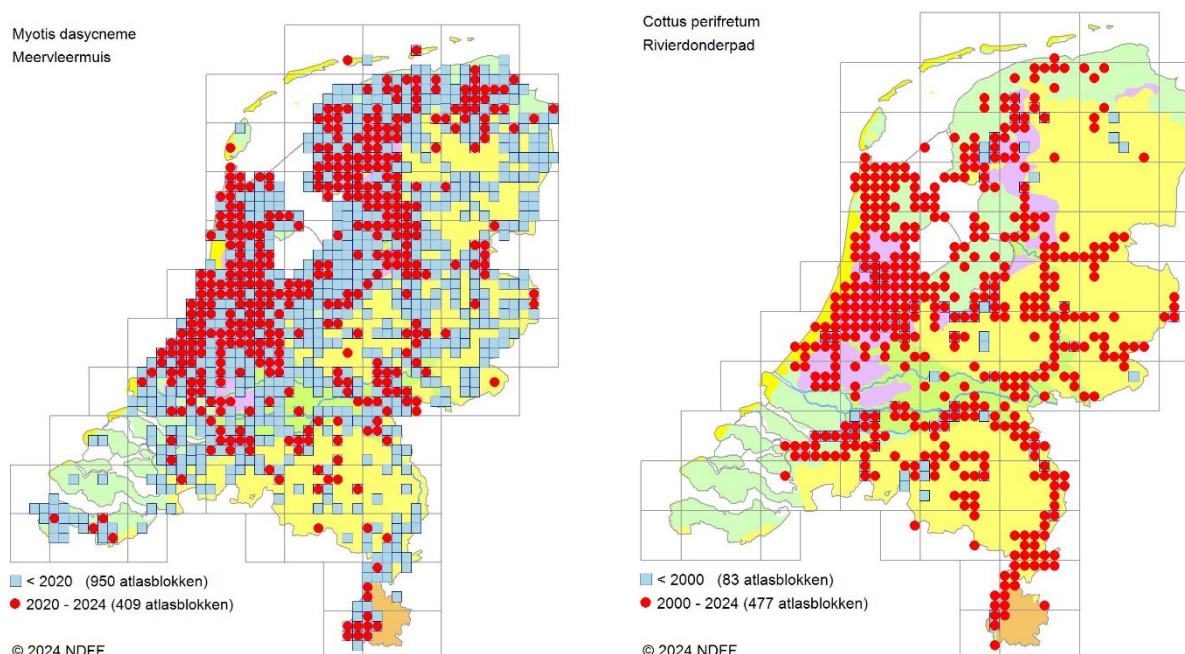 Myotis dasycneme
Meervleermuis
< 2020 (950 atlasblokken)
2020 - 2024 (409 atlasblokken)
© 2024 NDFF
Cottus perifretum
Rivierdonderpad
< 2000 (83 atlasblokken)
2000 - 2024 (477 atlasblokken)
© 2024 NDFF